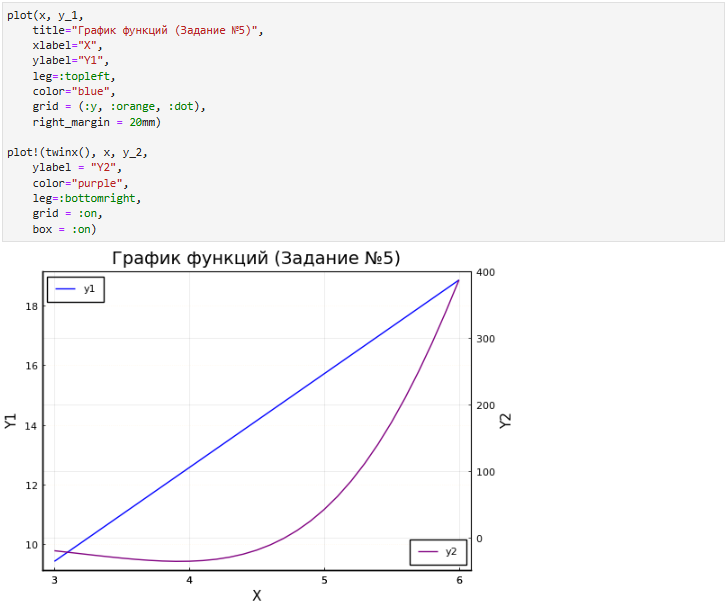 plot(x, y_1,
    title="График функций (Задание №5)",
    xlabel="X",
    ylabel="Y1",
    leg=:topleft,
    color="blue",
    grid = (:y, :orange, :dot),
    right_margin = 20mm)

plot!(twinx(), x, y_2,
    ylabel = "Y2",
    color="purple",
    leg=:bottomright,
    grid = :on,
    box = :on)
График функций (Задание №5)
y1
18
16
14
12
10
Y1
400
300
200
100
0
Y2
y2
3
4
5
6
X